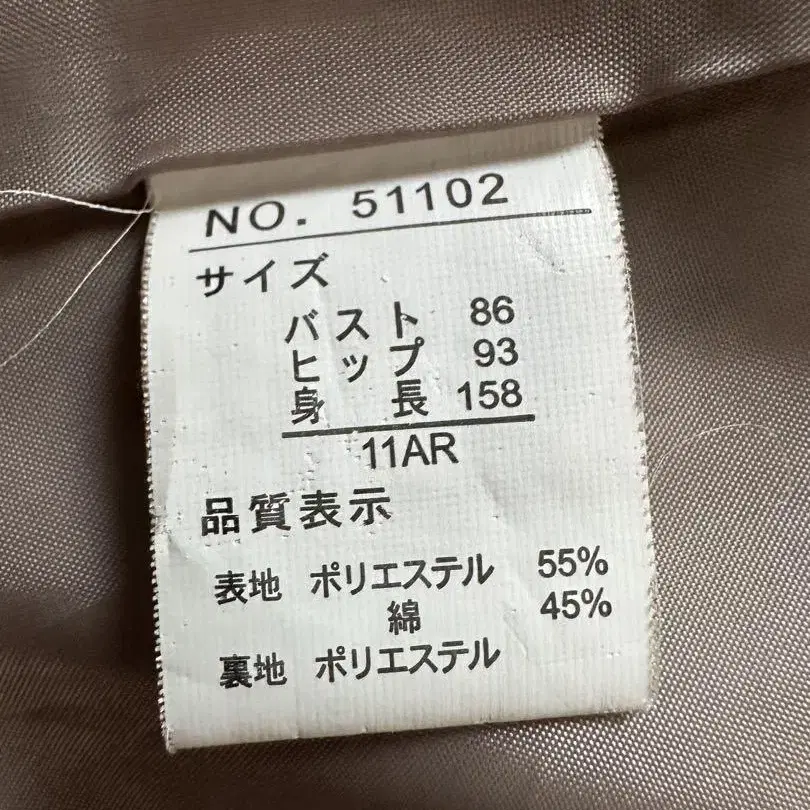 NO. 51102
サイズ
バスト 86
ヒップ 93
身長 158
11AR
品質表示
表地 ポリエステル 55%
綿 45%
裏地 ポリエステル